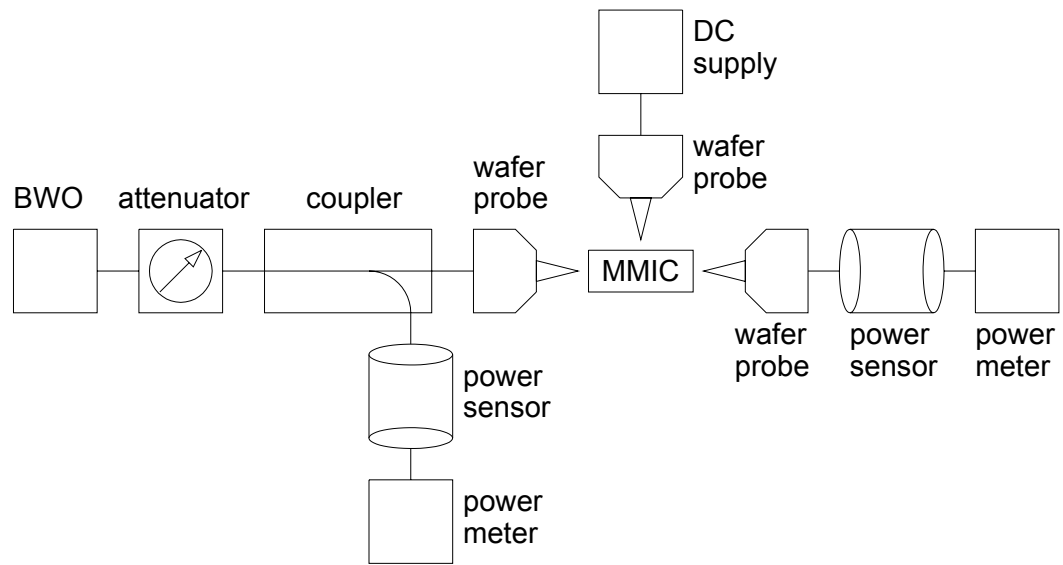 DC
supply
wafer
probe
wafer
probe
BWO
attenuator
coupler
MMIC
wafer
probe
power
sensor
power
meter
power
sensor
power
meter